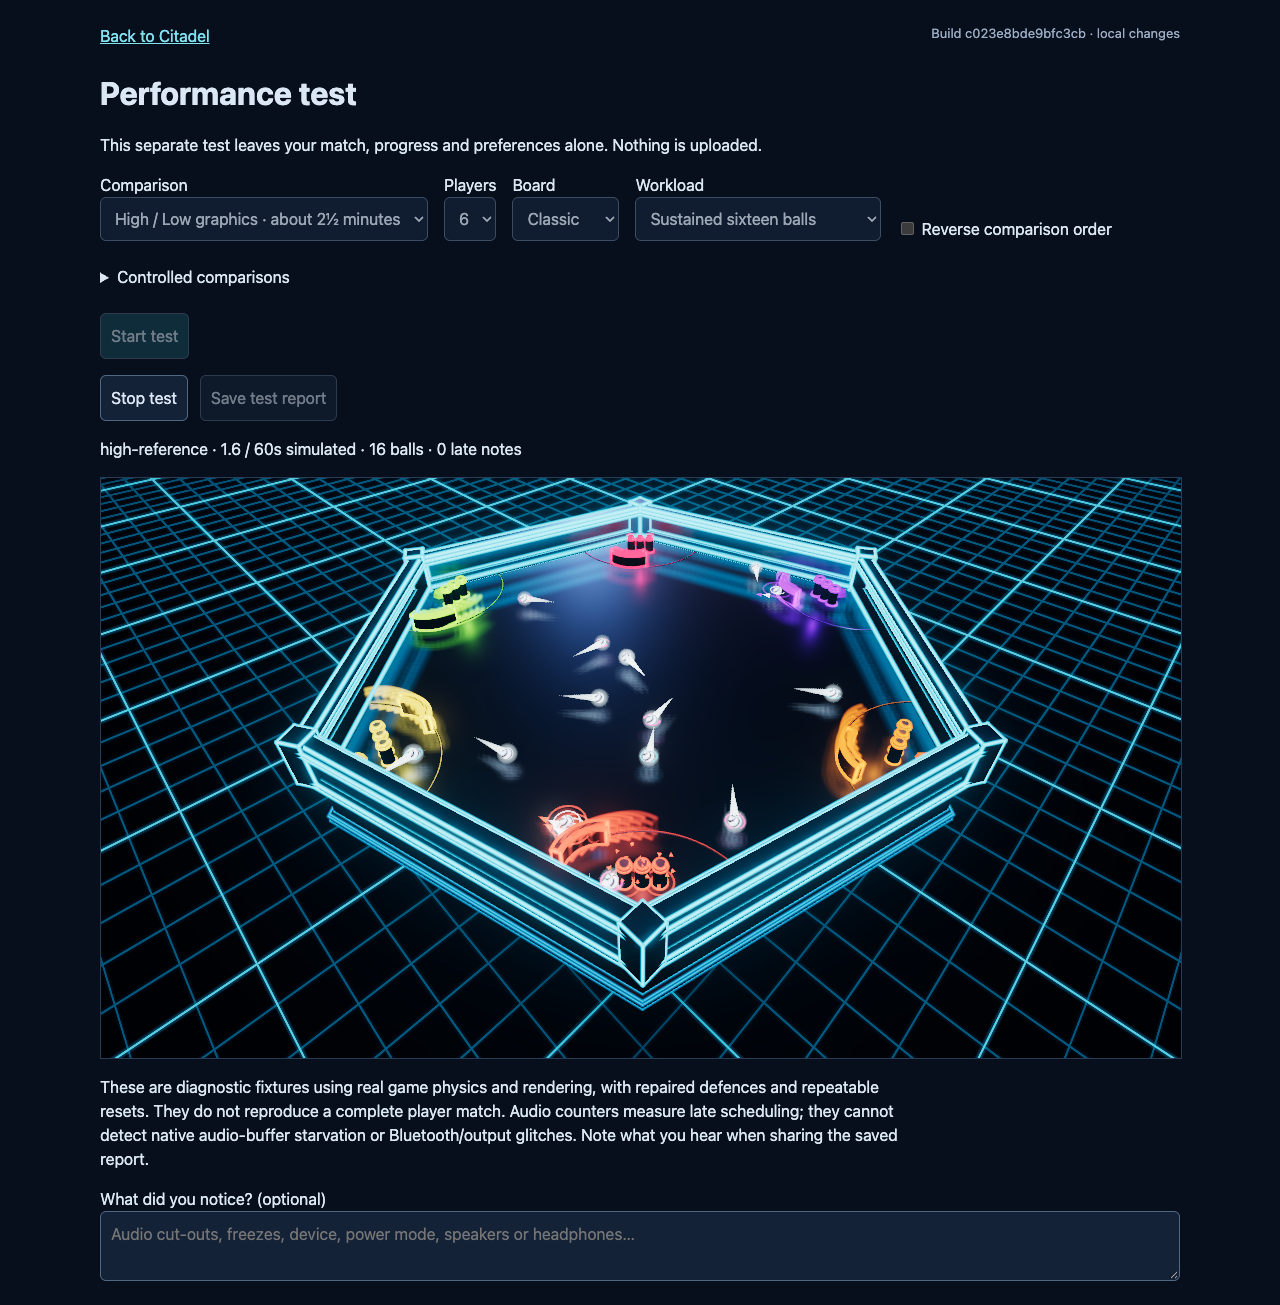 Back to Citadel
Build c023e8bde9bfc3cb · local changes
Performance test
This separate test leaves your match, progress and preferences alone. Nothing is uploaded.
Comparison
Players
Board
Workload
High / Low graphics · about 2½ minutes
6
Classic
Sustained sixteen balls
Reverse comparison order
Controlled comparisons
Start test
Stop test
Save test report
high-reference · 1.6 / 60s simulated · 16 balls · 0 late notes
These are diagnostic fixtures using real game physics and rendering, with repaired defences and repeatable
resets. They do not reproduce a complete player match. Audio counters measure late scheduling; they cannot
detect native audio-buffer starvation or Bluetooth/output glitches. Note what you hear when sharing the saved
report.
What did you notice? (optional)
Audio cut-outs, freezes, device, power mode, speakers or headphones...